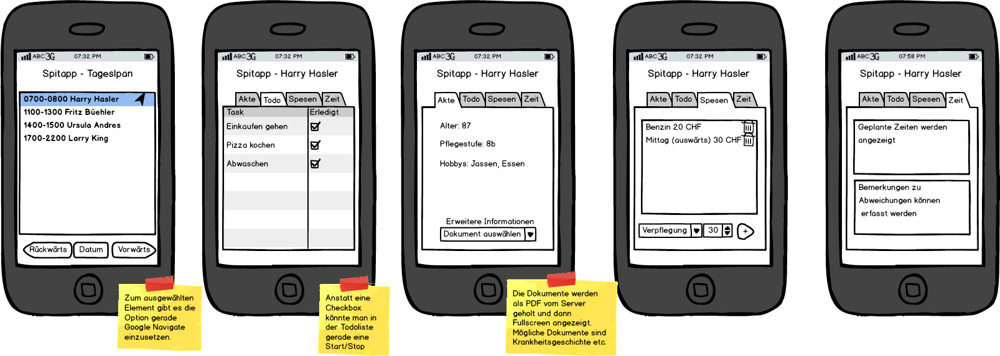 ABC 3G 07:32 PM
Spitapp - Tageslpan
0700-0800 Harry Hasler
1100-1300 Fritz Büehler
1400-1500 Ursula Andres
1700-2200 Larry King
Rückwärts Datum Vorwärts
Zum ausgewählten
Element gibt es die
Option gerade
Google Navigate
einzusetzen.
ABC 3G 07:32 PM
Spitapp - Harry Hasler
Akte Todo Spesen Zeit
Task Erledigt
Einkaufen gehen
Pizza kochen
Abwaschen
Anstatt eine
Checkbox
könnte man in
der Todoliste
gerade eine
Start/Stop
ABC 3G 07:32 PM
Spitapp - Harry Hasler
Akte Todo Spesen Zeit
Alter: 87
Pflegestufe: 8b
Hobbys: Jassen, Essen
Erweitere Informationen
Dokument auswählen
Die Dokumente werden
als PDF vom Server
geholt und dann
Fullscreen angezeigt.
Mögliche Dokumente sind
Krankheitsgeschichte etc.
ABC 3G 07:32 PM
Spitapp - Harry Hasler
Akte Todo Spesen Zeit
Benzin 20 CHF
Mittag (auswärts) 30 CHF
Verpflegung 30 +
ABC 3G 07:58 PM
Spitapp - Harry Hasler
Akte Todo Spesen Zeit
Geplante Zeiten werden
angezeigt
Bemerkungen zu
Abweichungen können
erfasst werden